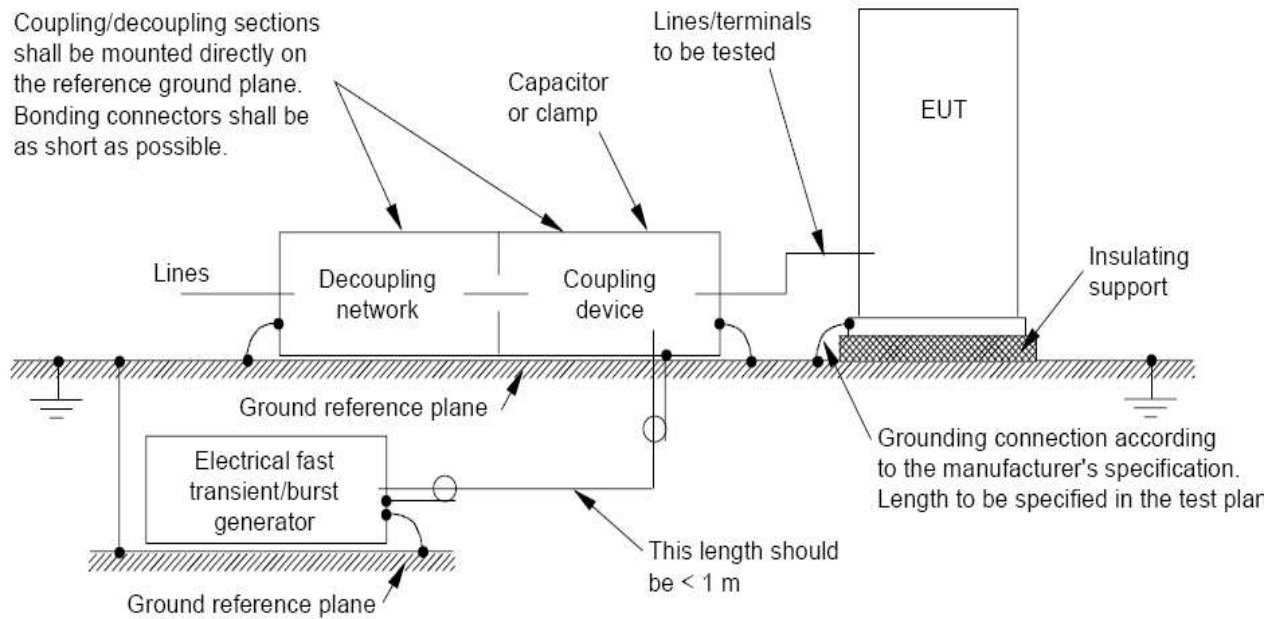 Coupling/decoupling sections
shall be mounted directly on
the reference ground plane.
Bonding connectors shall be
as short as possible.
Capacitor
or clamp
Lines/terminals
to be tested
EUT
Lines
Decoupling
network
Coupling
device
Insulating
support
Ground reference plane
Electrical fast
transient/burst
generator
Grounding connection according
to the manufacturer's specification.
Length to be specified in the test plan
This length should
be < 1 m
Ground reference plane